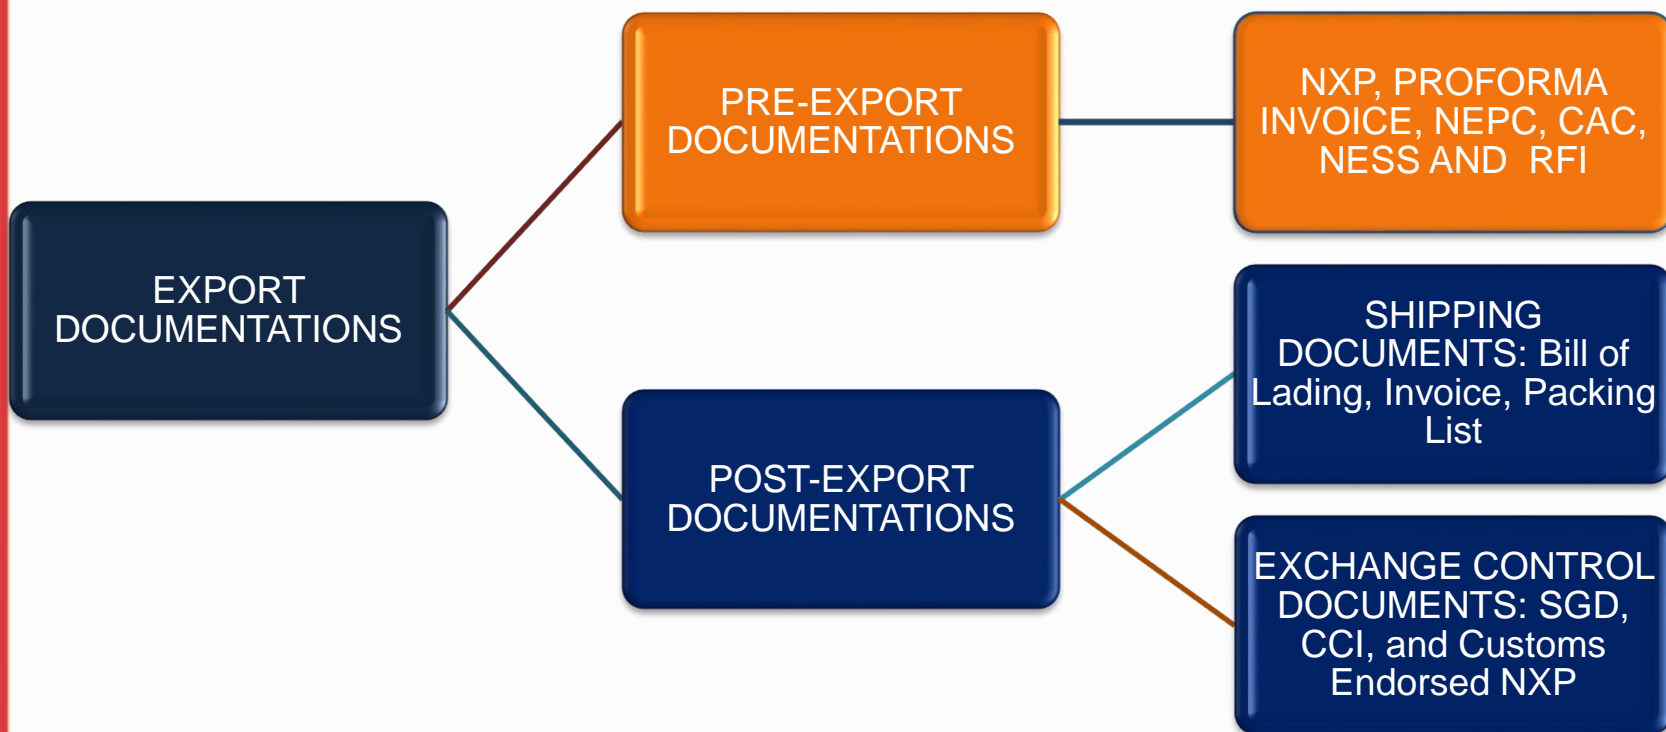 EXPORT
DOCUMENTATIONS
PRE-EXPORT
DOCUMENTATIONS
NXP, PROFORMA
INVOICE, NEPC, CAC,
NESS AND RFI
POST-EXPORT
DOCUMENTATIONS
SHIPPING
DOCUMENTS: Bill of
Lading, Invoice, Packing
List
EXCHANGE CONTROL
DOCUMENTS: SGD,
CCI, and Customs
Endorsed NXP